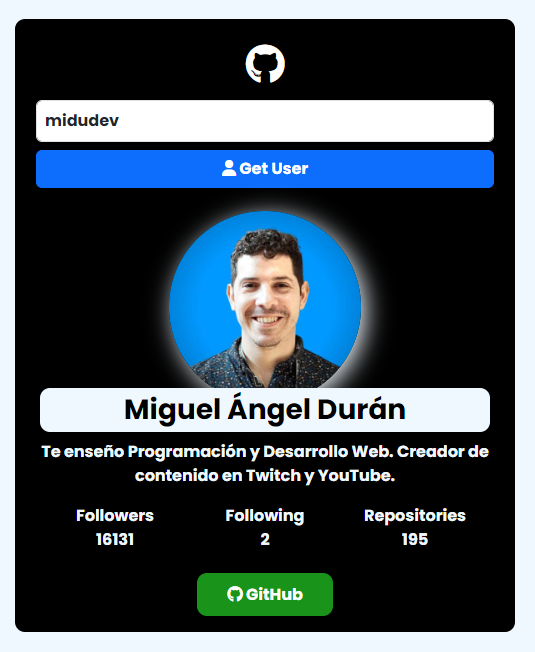 midudev
Get User
Miguel Ángel Durán
Te enseño Programación y Desarrollo Web. Creador de
contenido en Twitch y YouTube.
Followers Following Repositories
16131 2 195
GitHub